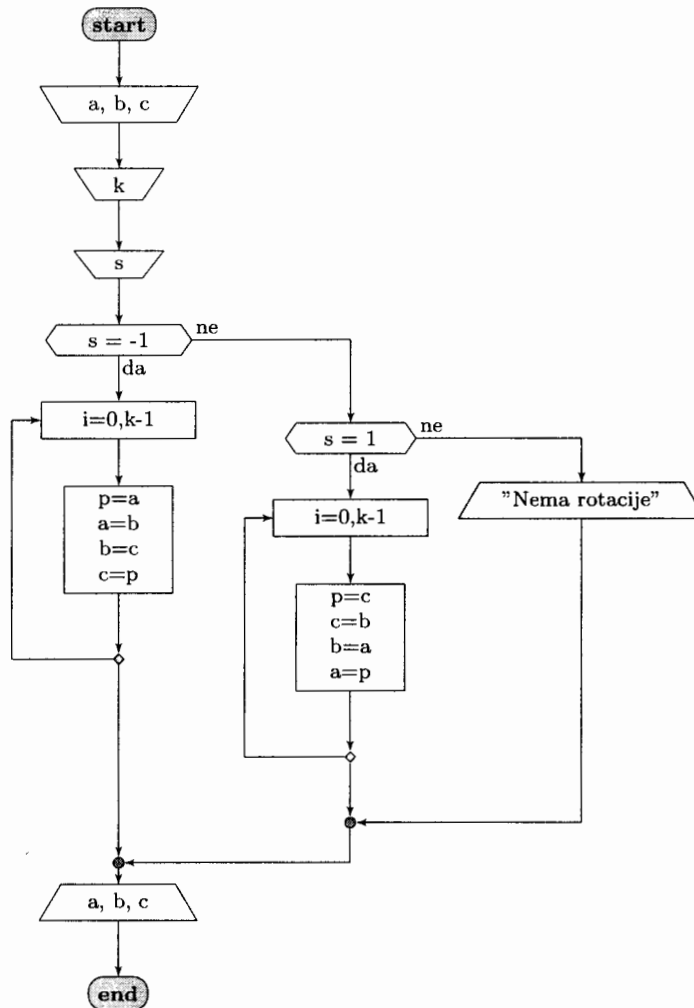 start
a, b, c
k
s
s = -1
ne
da
i=0,k-1
p=a
a=b
b=c
c=p
s = 1
ne
da
i=0,k-1
p=c
c=b
b=a
a=p
"Nema rotacije"
a, b, c
end